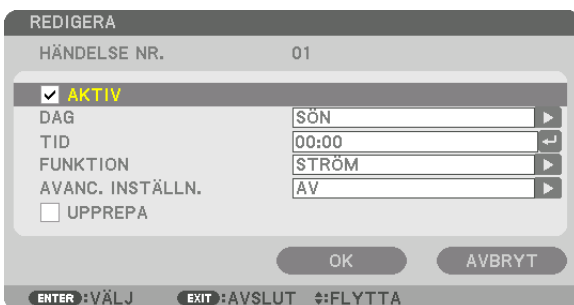 REDIGERA
HÄNDELSE NR. 01
AKTIV
DAG SÖN
TID 00:00
FUNKTION STRÖM
AVANC. INSTÄLLN. AV
UPPREPA
OK AVBRYT
ENTER:VÄLJ EXIT:AVSLUT :FLYTTA